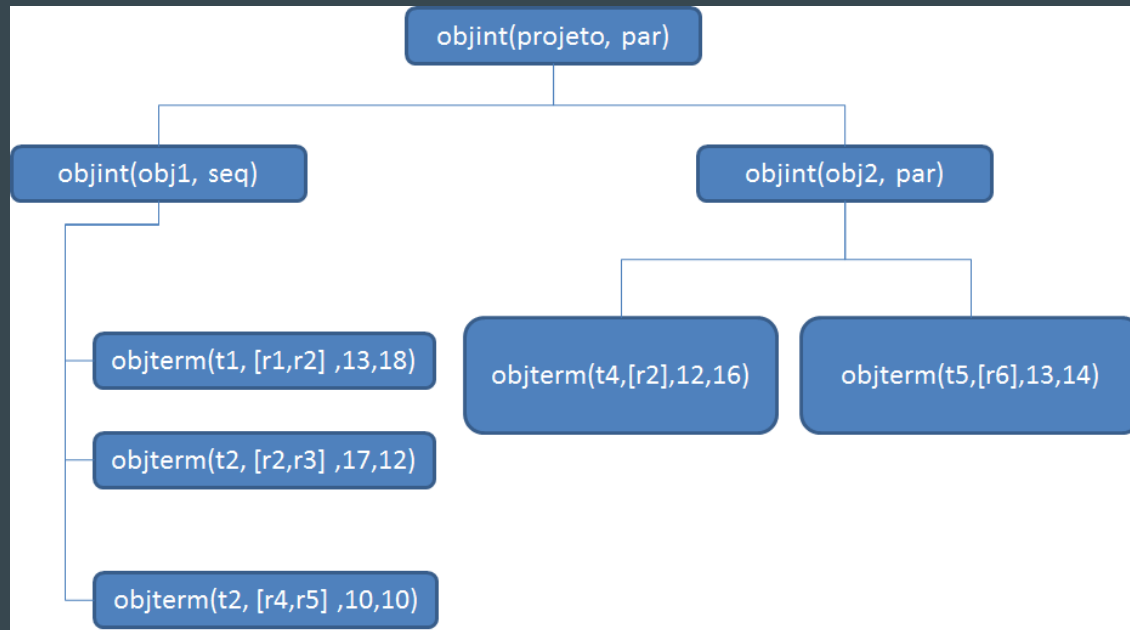 objint(projeto, par)
objint(obj1, seq)
objint(obj2, par)
objterm(t1, [r1,r2] ,13,18)
objterm(t2, [r2,r3] ,17,12)
objterm(t2, [r4,r5] ,10,10)
objterm(t4,[r2],12,16)
objterm(t5,[r6],13,14)